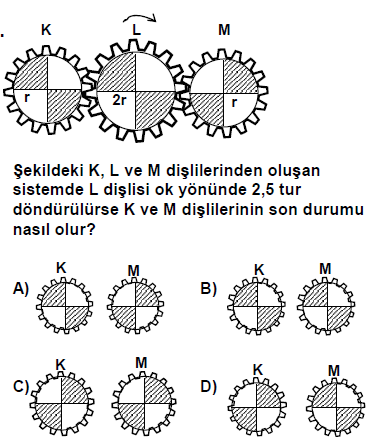 .
K L M
r 2r r
Şekildeki K, L ve M dişlilerinden oluşan
sistemde L dişlisi ok yönünde 2,5 tur
döndürülürse K ve M dişlilerinin son durumu
nasıl olur?
A) K M
B) K M
C) K M
D) K M